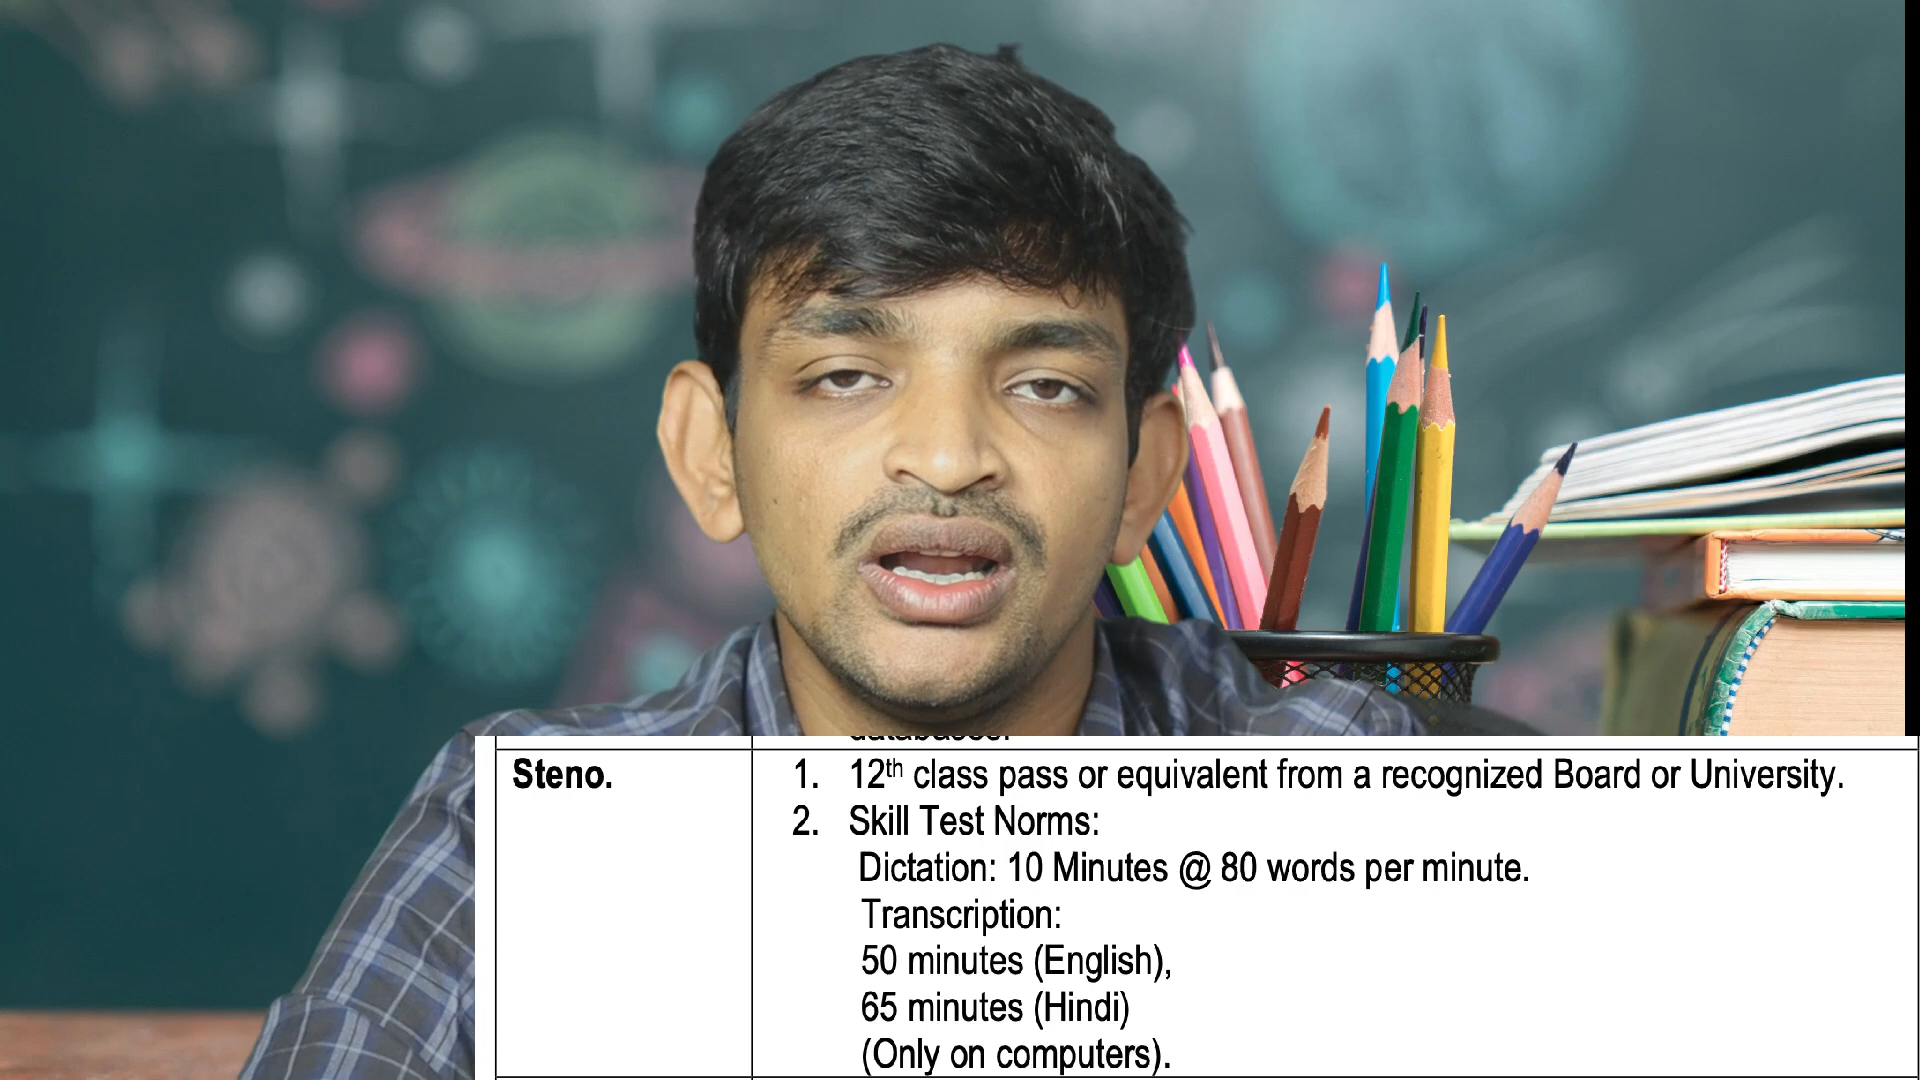 Steno.
1. 12th class pass or equivalent from a recognized Board or University.
2. Skill Test Norms:
Dictation: 10 Minutes @ 80 words per minute.
Transcription:
50 minutes (English),
65 minutes (Hindi)
(Only on computers).